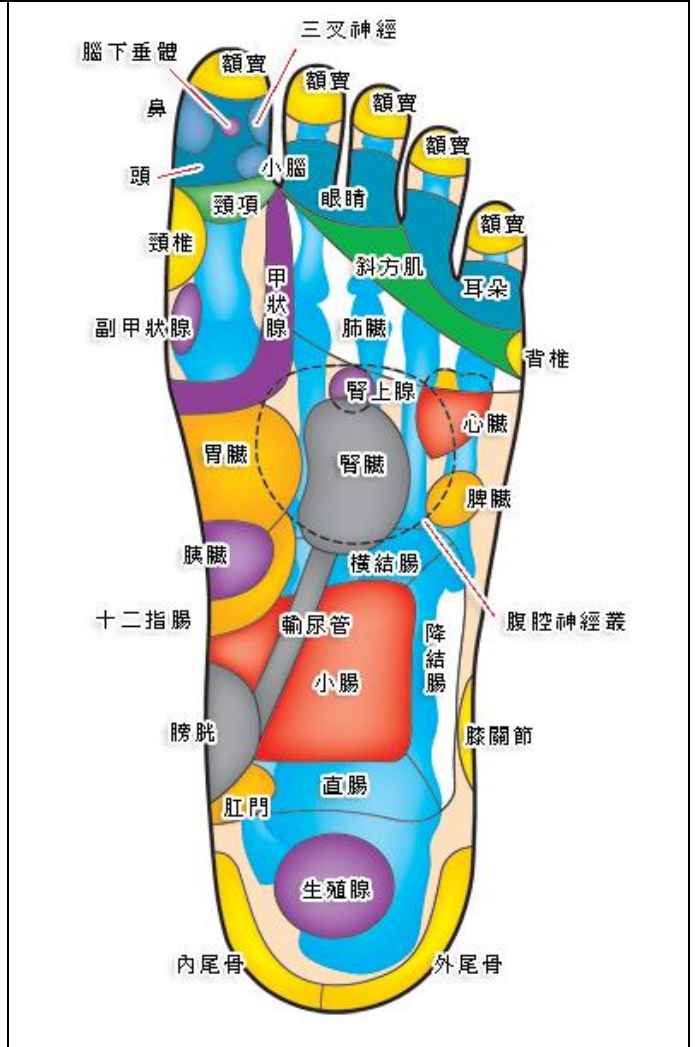 三叉神經
腦下垂體
額竇
額竇
額竇
鼻
額竇
小腦
頭
眼睛
頸項
額竇
頸椎
斜方肌
甲狀腺
耳朵
副甲狀腺
肺臟
背椎
腎上腺
心臟
胃臟
腎臟
脾臟
胰臟
橫結腸
十二指腸
輸尿管
腹腔神經叢
降結腸
小腸
膀胱
膝關節
直腸
肛門
生殖腺
內尾骨
外尾骨